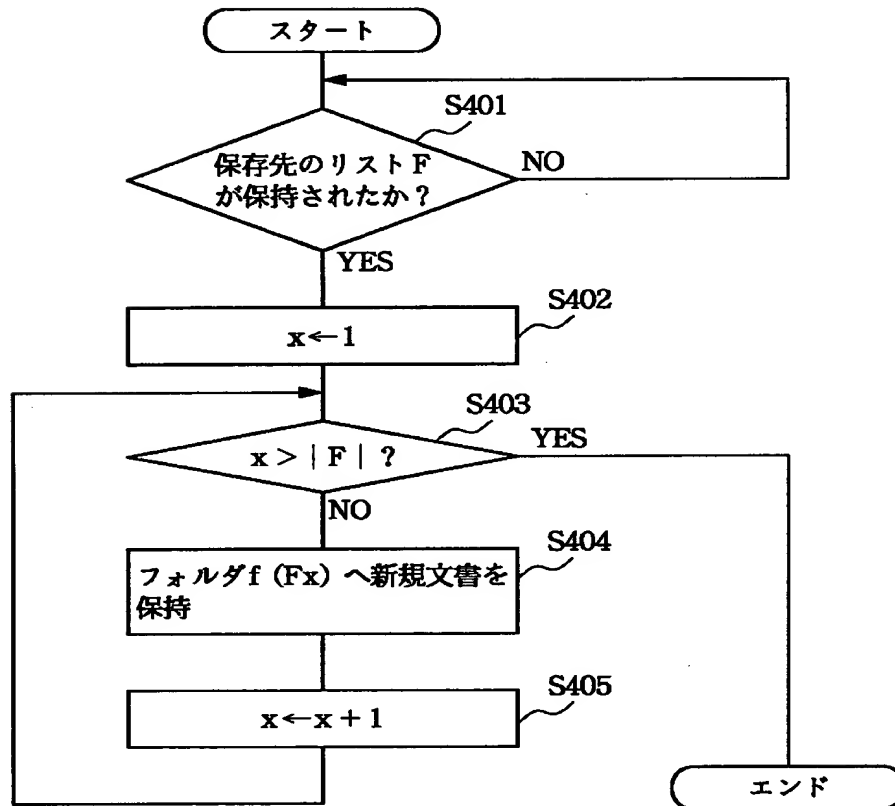 スタート
S401
保存先のリストF
が保持されたか？
NO
YES
S402
x←1
S403
x＞｜F｜？
YES
NO
S404
フォルダf（Fx）へ新規文書を
保持
S405
x←x＋1
エンド